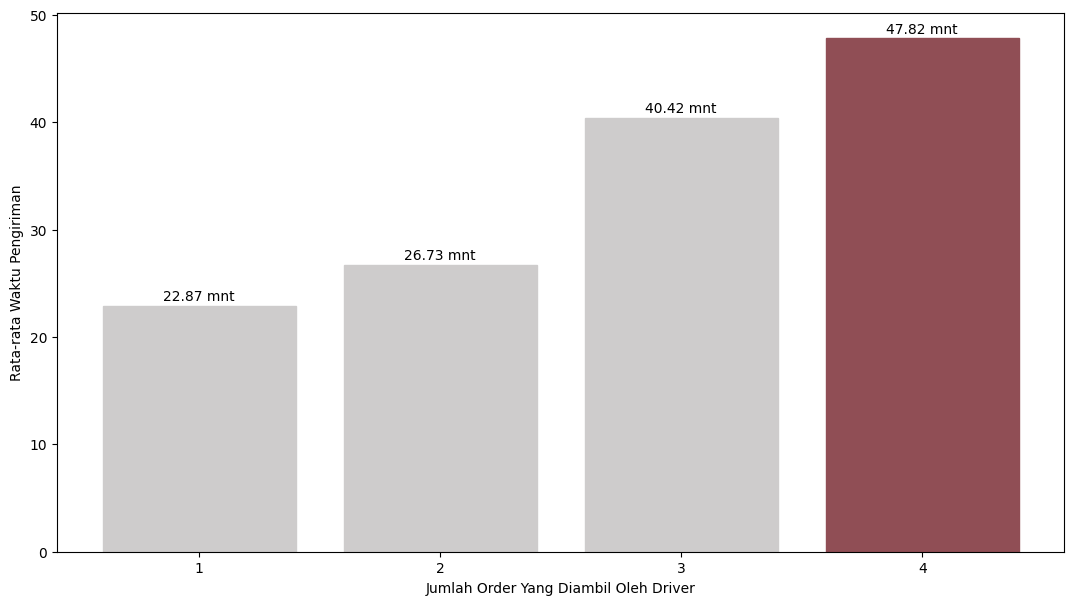 50
47.82 mnt
40
40.42 mnt
30
26.73 mnt
22.87 mnt
20
10
0
Rata-rata Waktu Pengiriman
1 2 3 4
Jumlah Order Yang Diambil Oleh Driver